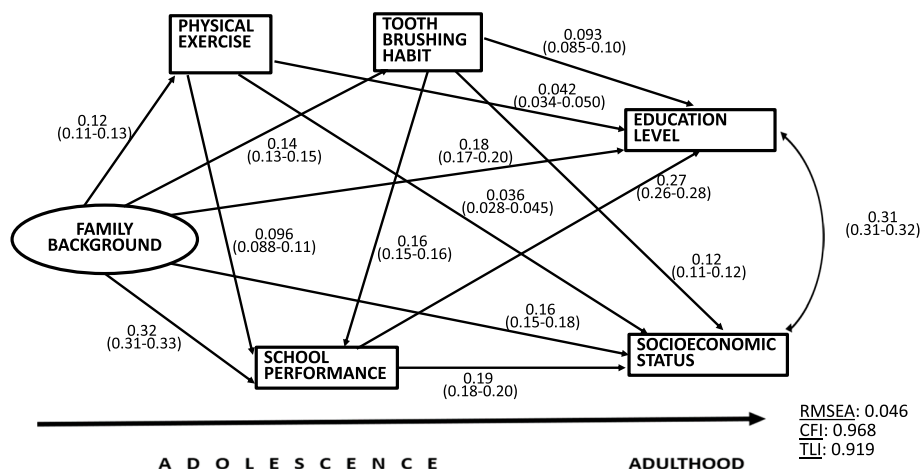 PHYSICAL
EXERCISE
TOOTH
BRUSHING
HABIT
0.093
(0.085-0.10)
0.042
(0.034-0.050)
EDUCATION
LEVEL
0.12
(0.11-0.13)
0.14
(0.13-0.15)
0.18
(0.17-0.20)
0.27
(0.26-0.28)
0.036
(0.028-0.045)
FAMILY
BACKGROUND
0.31
(0.31-0.32)
0.096
(0.088-0.11)
0.16
(0.15-0.16)
0.12
(0.11-0.12)
0.16
(0.15-0.18)
0.32
(0.31-0.33)
SOCIOECONOMIC
STATUS
SCHOOL
PERFORMANCE
0.19
(0.18-0.20)
RMSEA: 0.046
CFI: 0.968
TLI: 0.919
A D O L E S C E N C E
ADULTHOOD